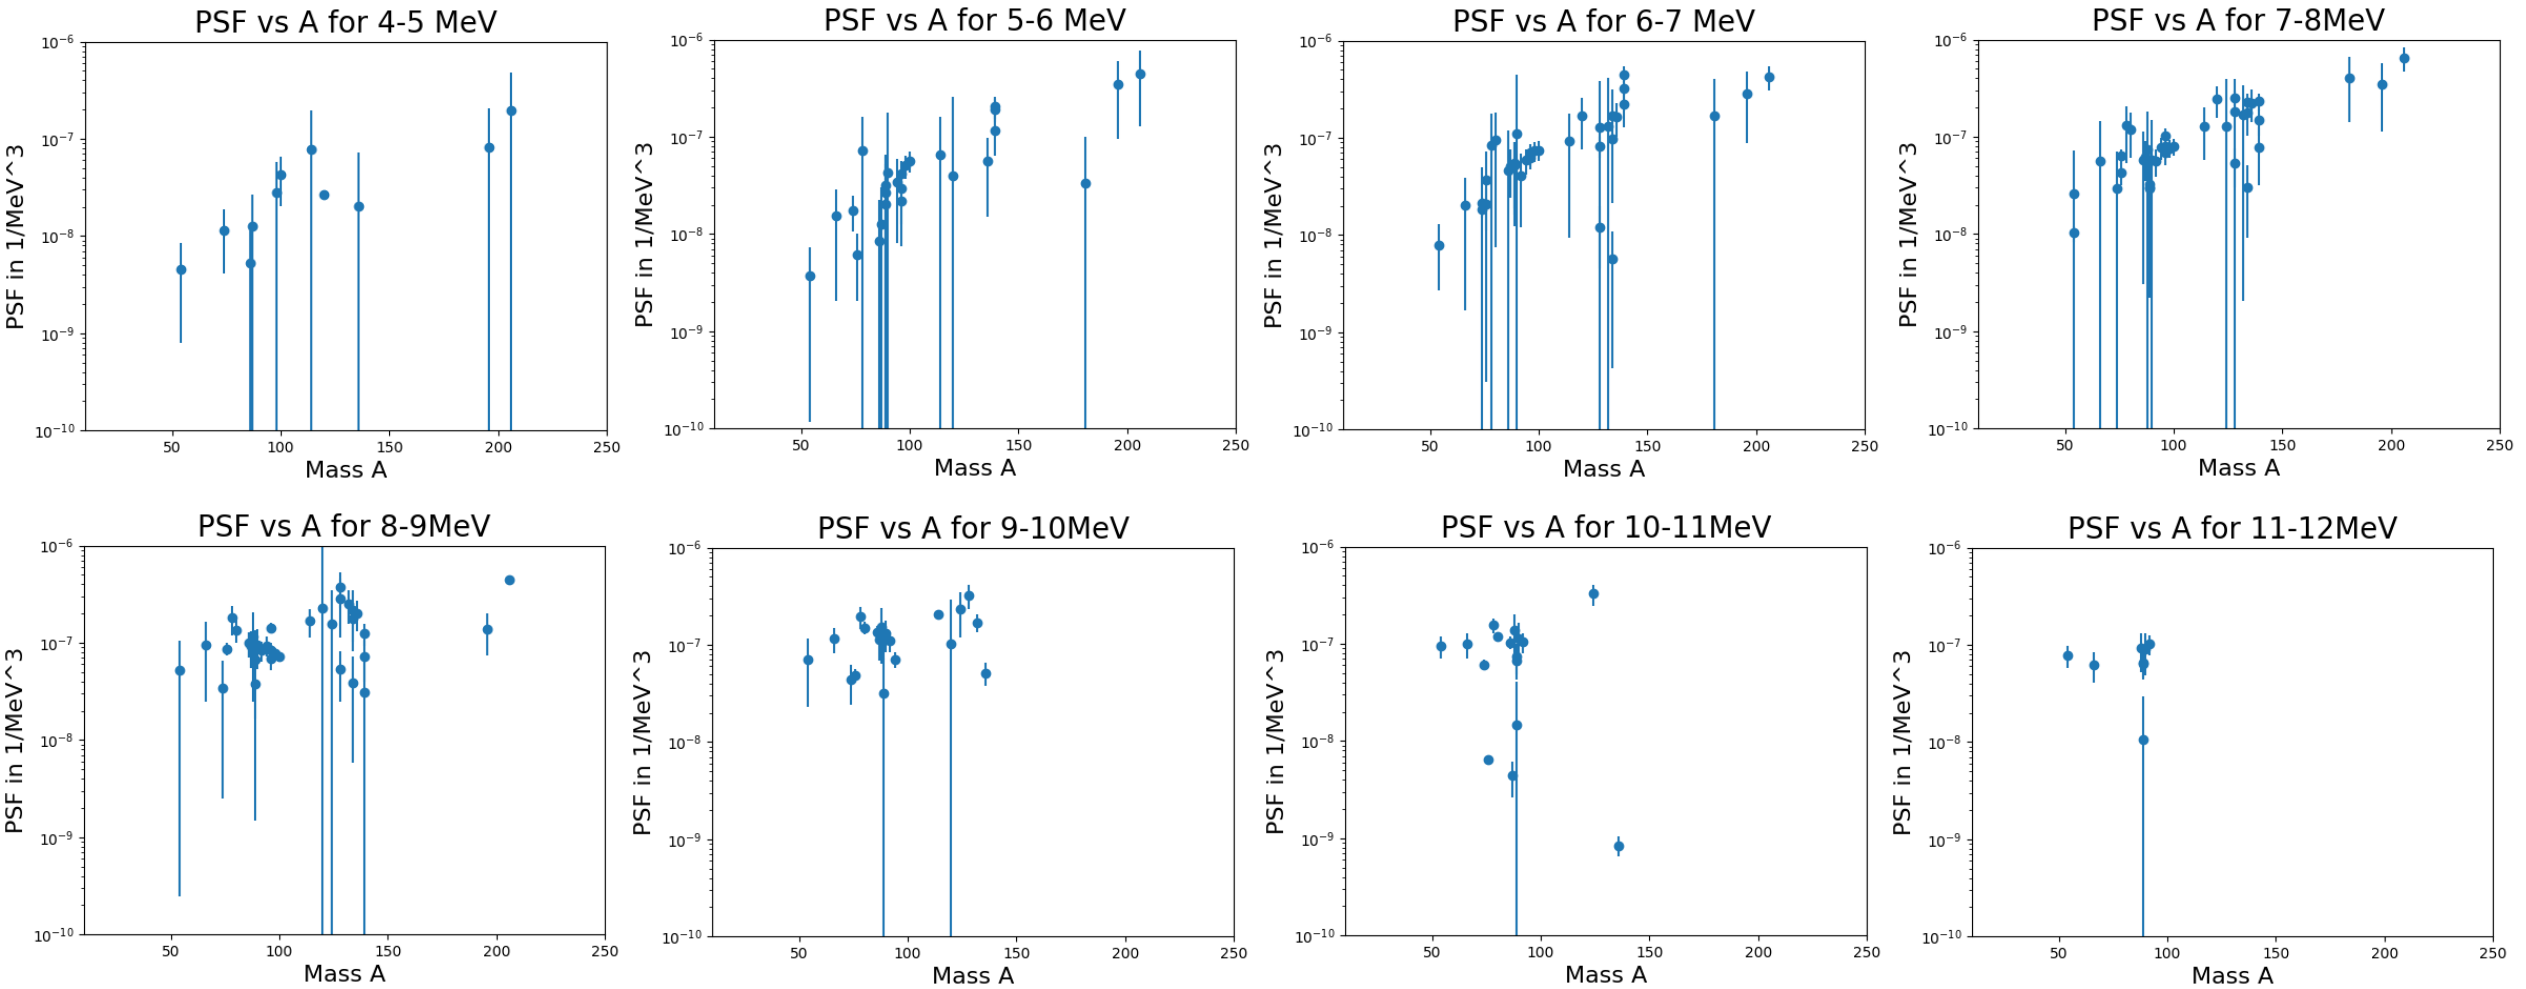 PSF vs A for 4-5 MeV
PSF in 1/MeV^3
10^-6
10^-7
10^-8
10^-9
10^-10
50 100 150 200 250
Mass A
PSF vs A for 5-6 MeV
PSF in 1/MeV^3
10^-6
10^-7
10^-8
10^-9
10^-10
50 100 150 200 250
Mass A
PSF vs A for 6-7 MeV
PSF in 1/MeV^3
10^-6
10^-7
10^-8
10^-9
10^-10
50 100 150 200 250
Mass A
PSF vs A for 7-8MeV
PSF in 1/MeV^3
10^-6
10^-7
10^-8
10^-9
10^-10
50 100 150 200 250
Mass A
PSF vs A for 8-9MeV
PSF in 1/MeV^3
10^-6
10^-7
10^-8
10^-9
10^-10
50 100 150 200 250
Mass A
PSF vs A for 9-10MeV
PSF in 1/MeV^3
10^-6
10^-7
10^-8
10^-9
10^-10
50 100 150 200 250
Mass A
PSF vs A for 10-11MeV
PSF in 1/MeV^3
10^-6
10^-7
10^-8
10^-9
10^-10
50 100 150 200 250
Mass A
PSF vs A for 11-12MeV
PSF in 1/MeV^3
10^-6
10^-7
10^-8
10^-9
10^-10
50 100 150 200 250
Mass A